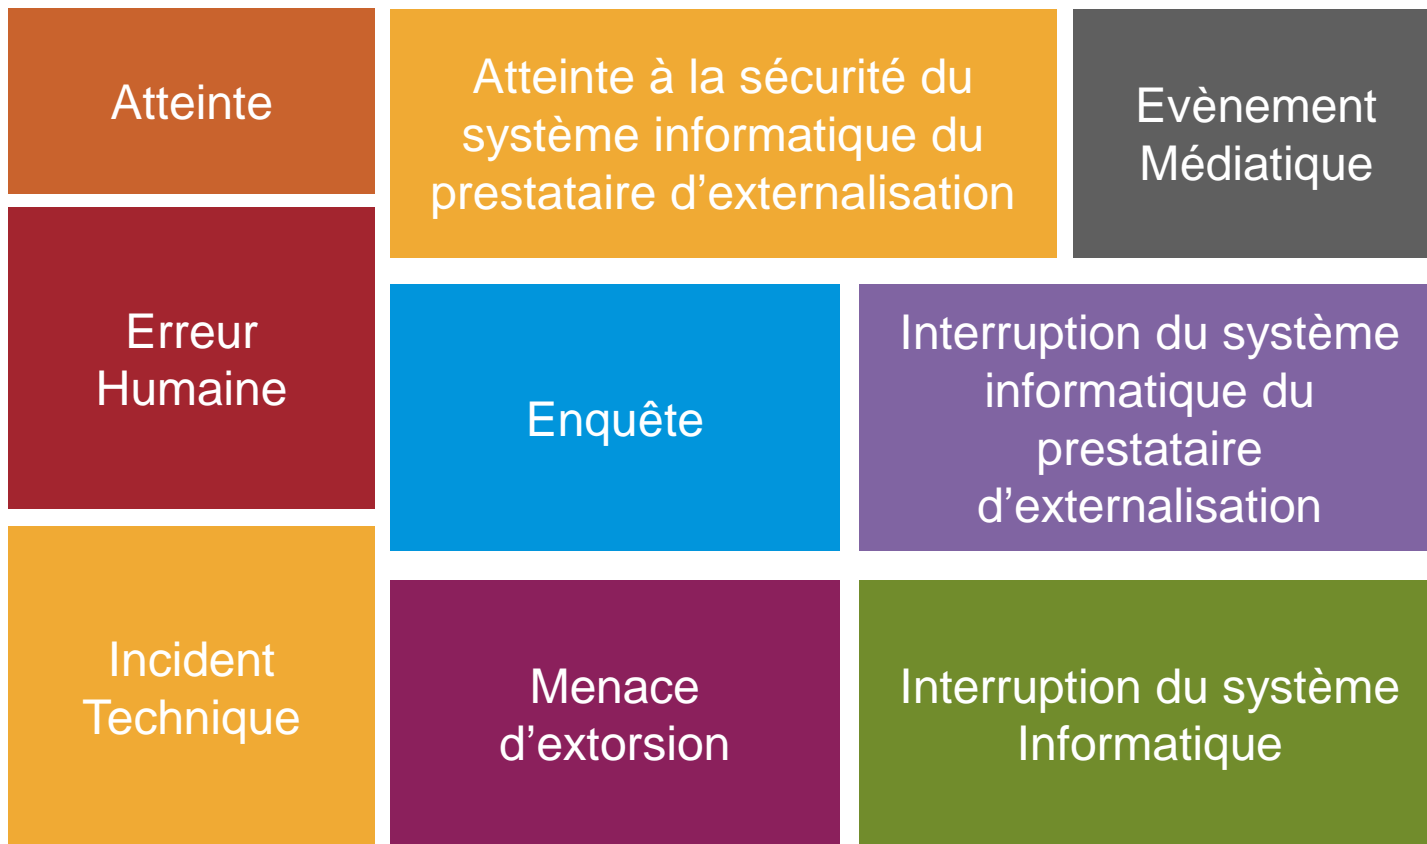 Atteinte
Atteinte à la sécurité du
système informatique du
prestataire d’externalisation
Evènement
Médiatique
Erreur
Humaine
Enquête
Interruption du système
informatique du
prestataire
d’externalisation
Incident
Technique
Menace
d’extorsion
Interruption du système
Informatique